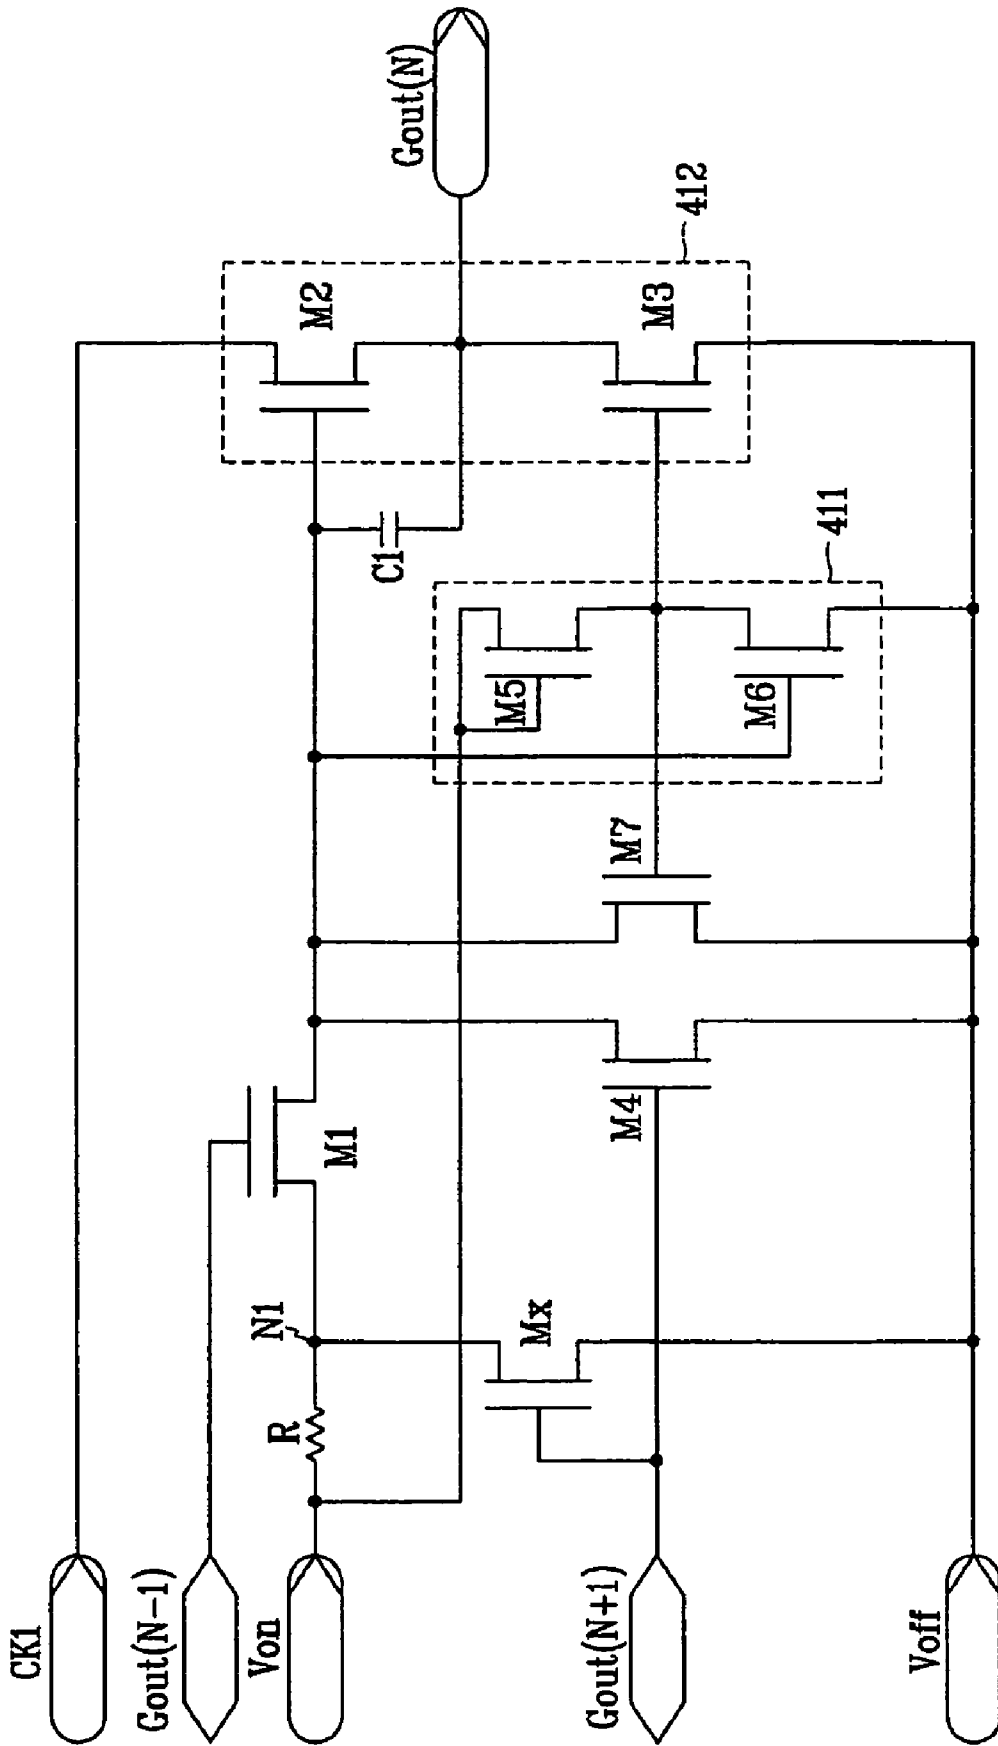 CK1
Gout(N-1)
Von
Gout(N+1)
Voff
R
N1
Mx
M1
M4
M7
M5
M6
411
C1
M2
M3
412
Gout(N)